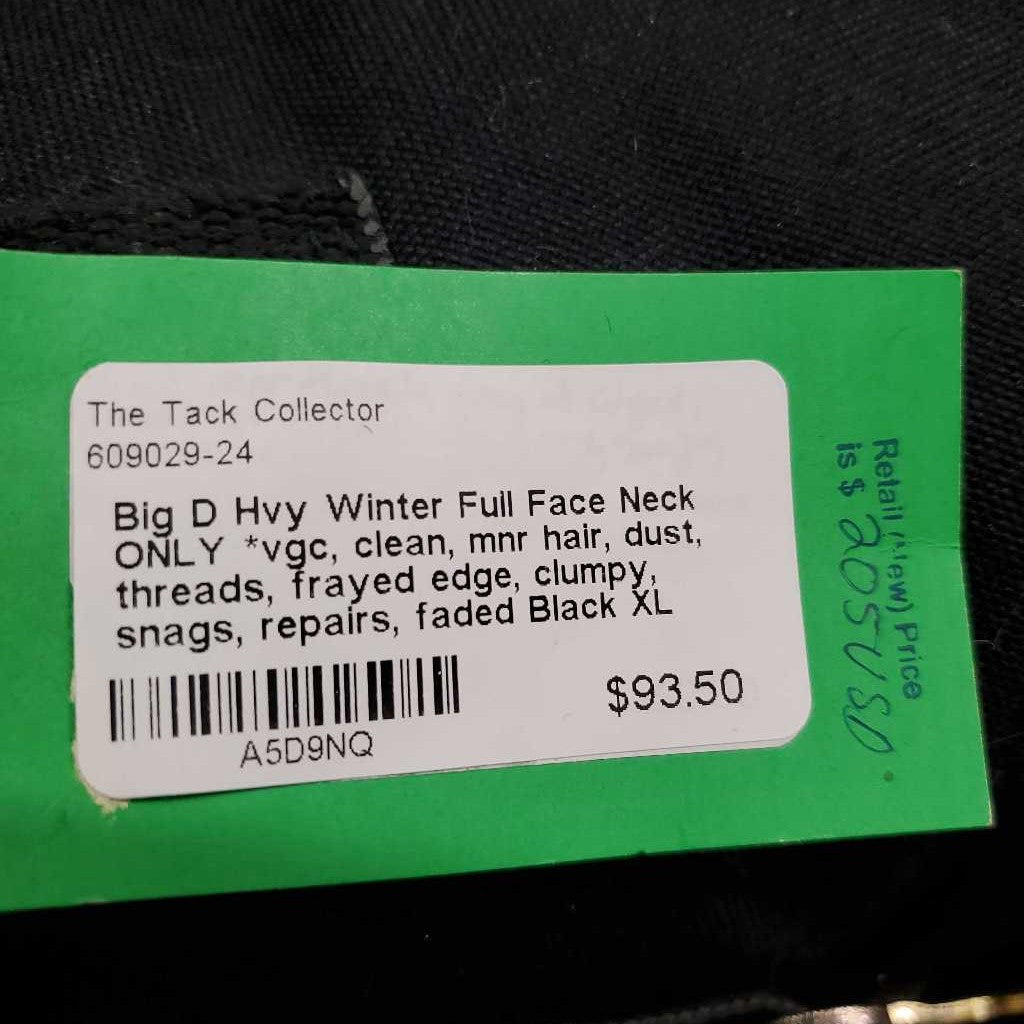 The Tack Collector
609029-24
Big D Hvy Winter Full Face Neck
ONLY *vgc, clean, mnr hair, dust,
threads, frayed edge, clumpy,
snags, repairs, faded Black XL
$93.50
A5D9NQ
Retail (New) Price
is $ 205USD